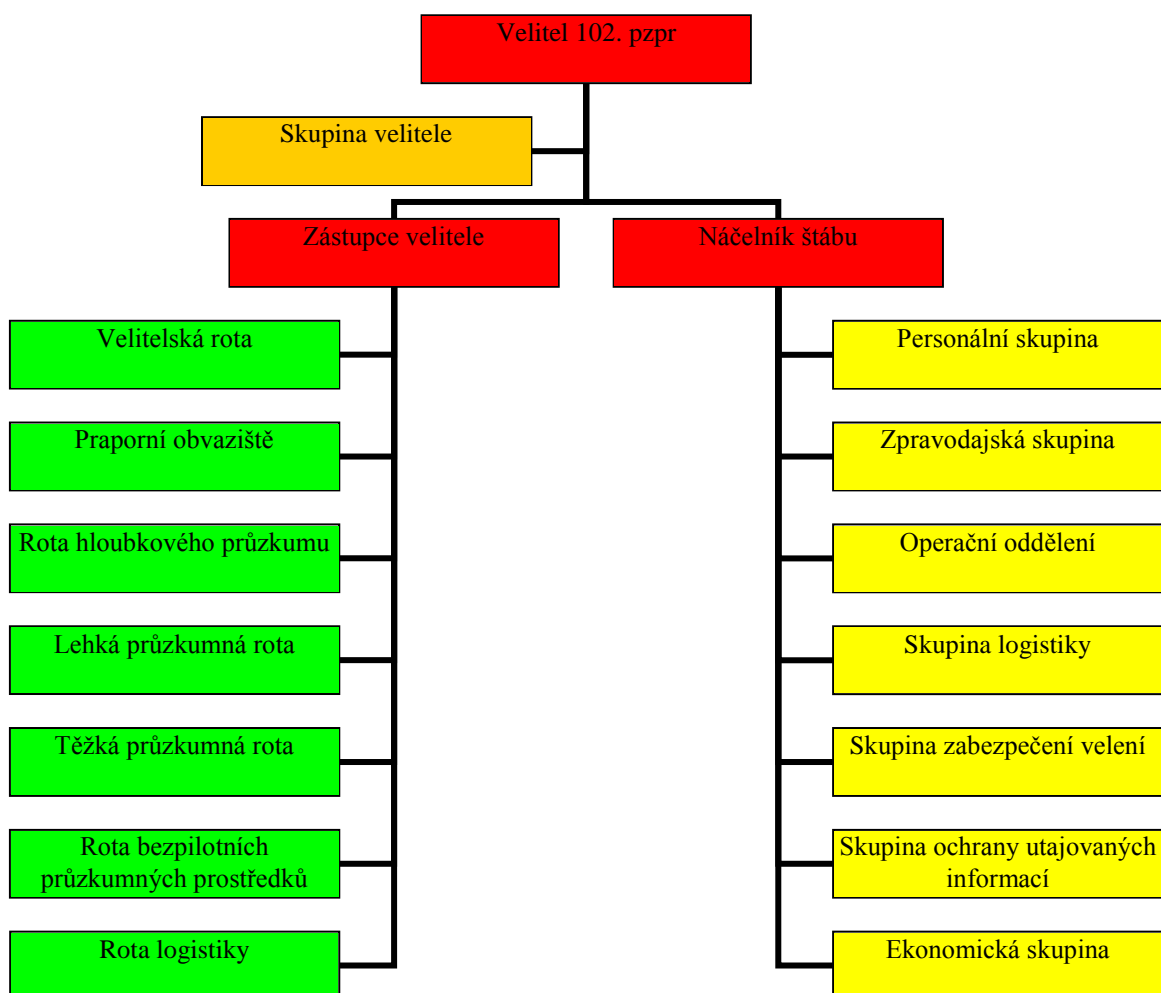 Velitel 102. pzpr
Skupina velitele
Zástupce velitele
Náčelník štábu
Velitelská rota
Praporní obvaziště
Rota hloubkového průzkumu
Lehká průzkumná rota
Těžká průzkumná rota
Rota bezpilotních
průzkumných prostředků
Rota logistiky
Personální skupina
Zpravodajská skupina
Operační oddělení
Skupina logistiky
Skupina zabezpečení velení
Skupina ochrany utajovaných
informací
Ekonomická skupina